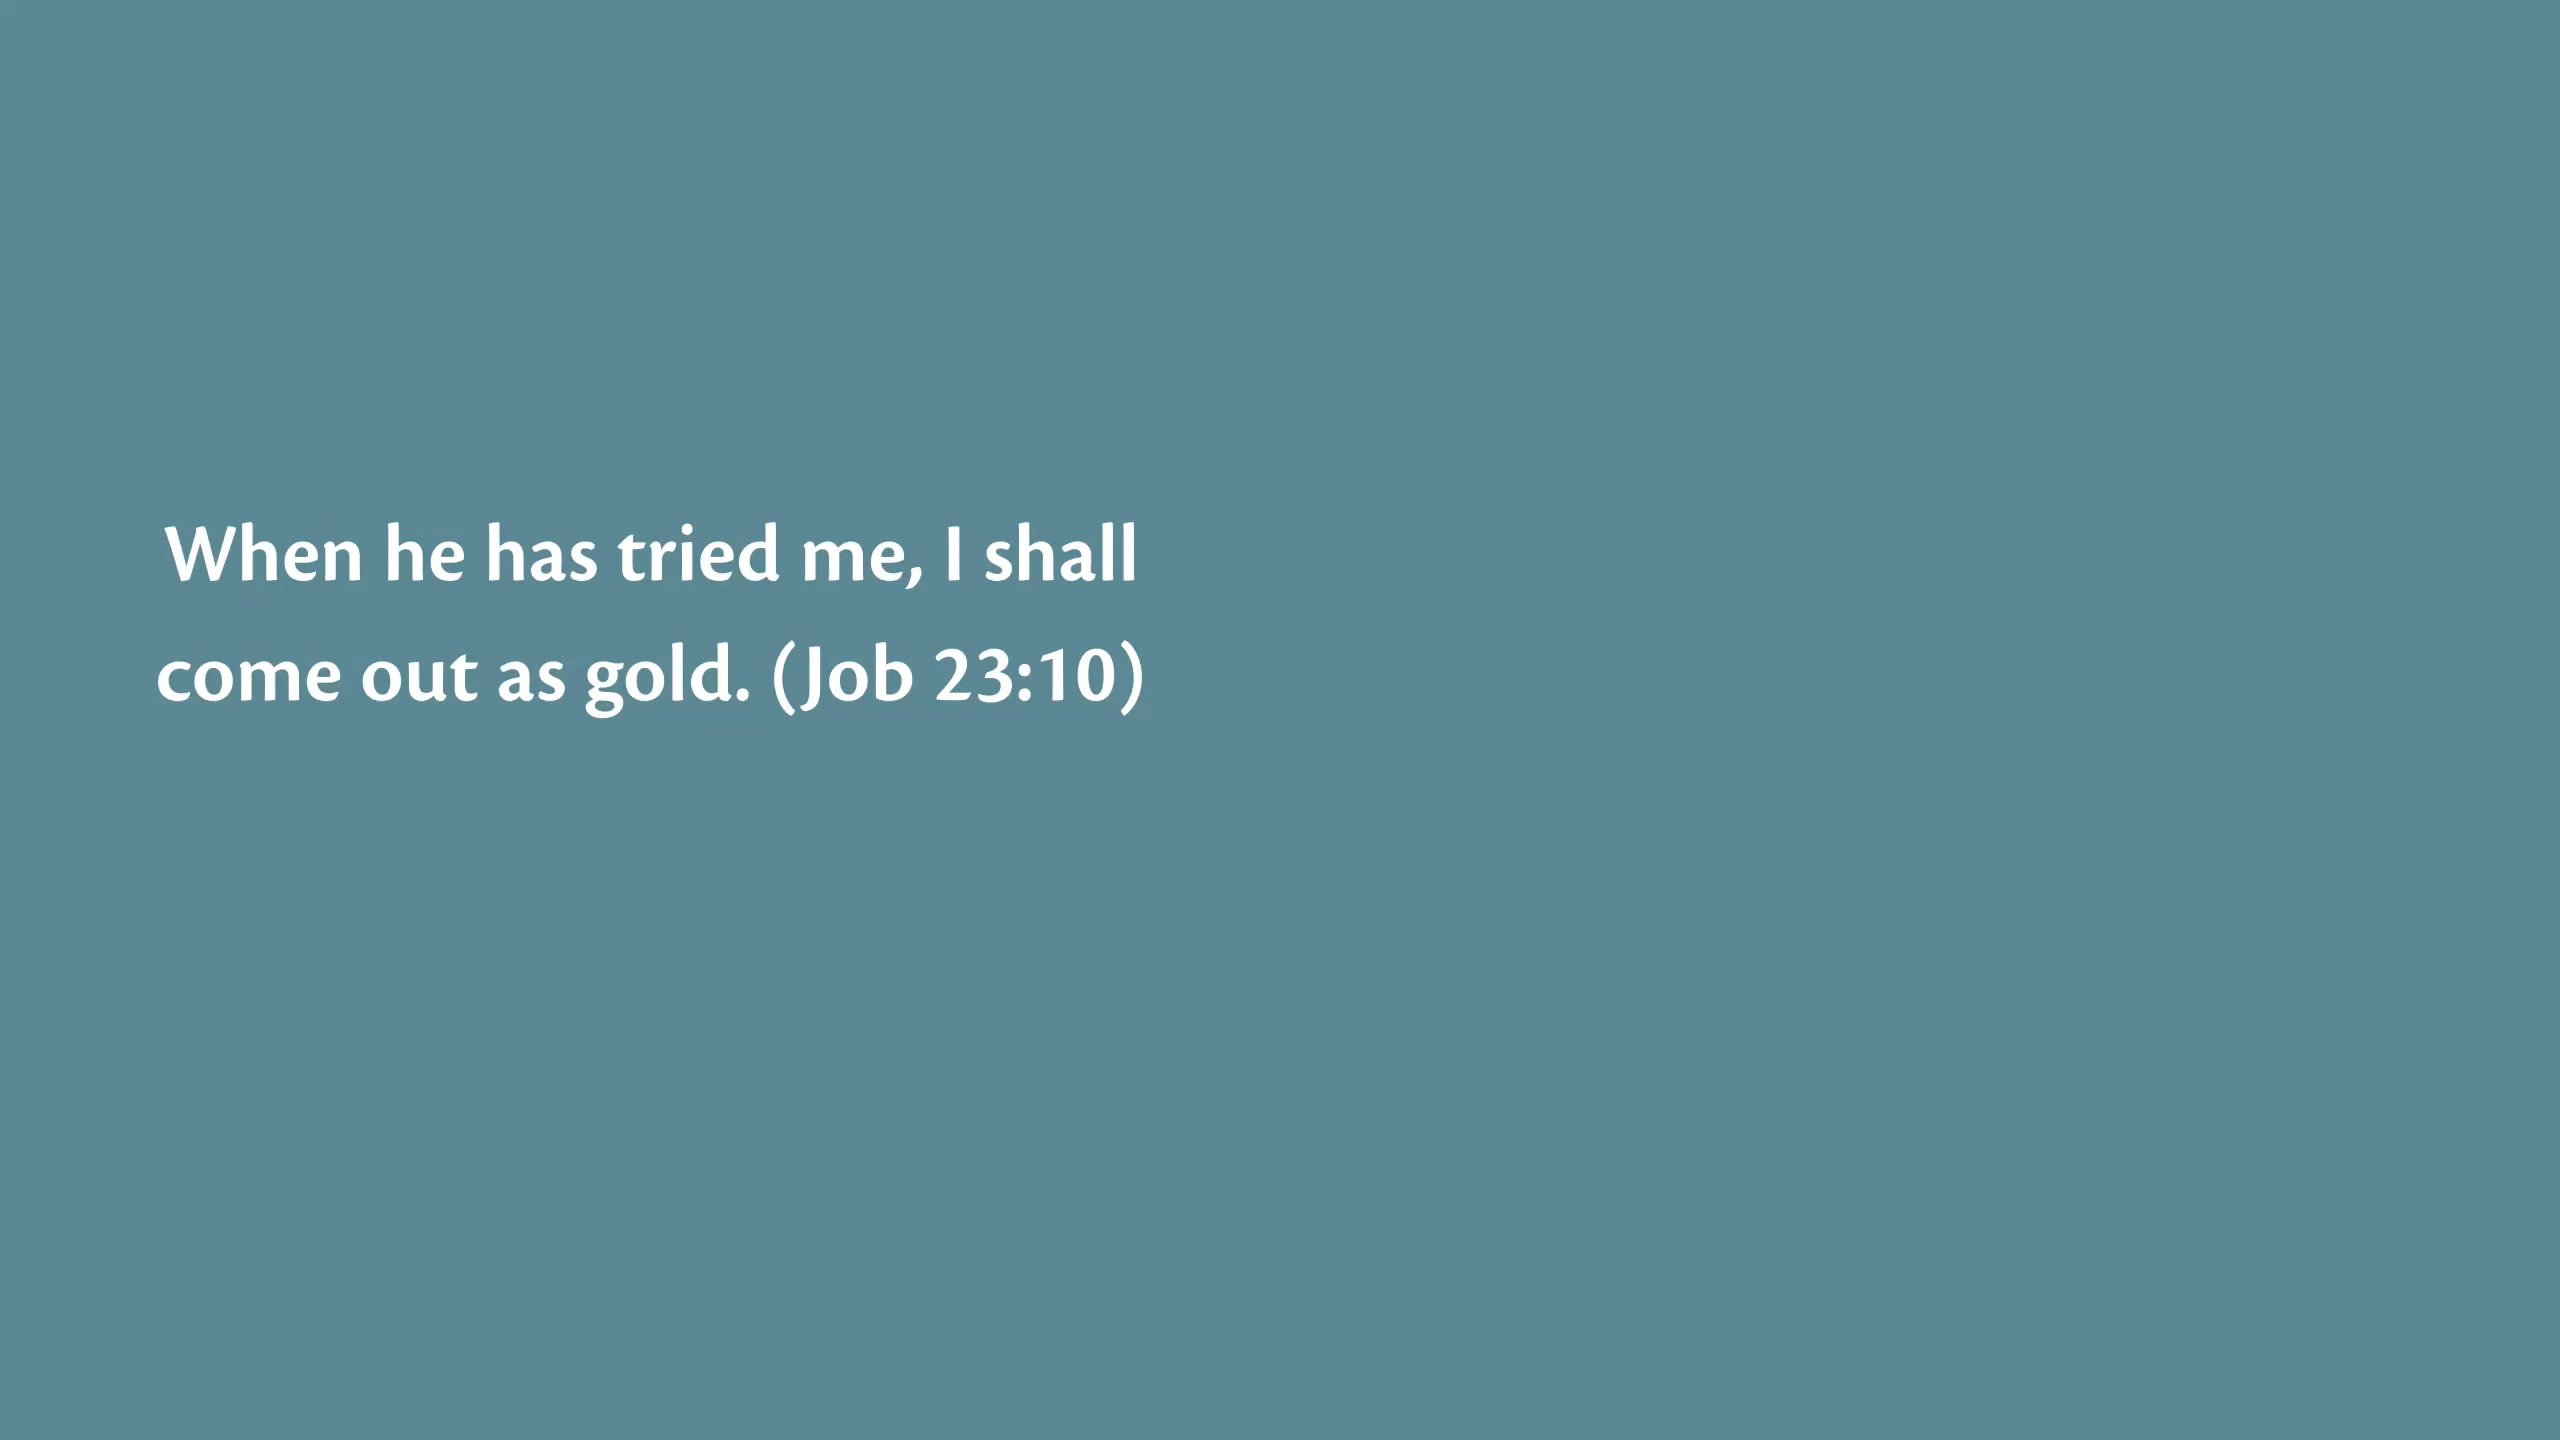 When he has tried me, I shall
come out as gold. (Job 23:10)